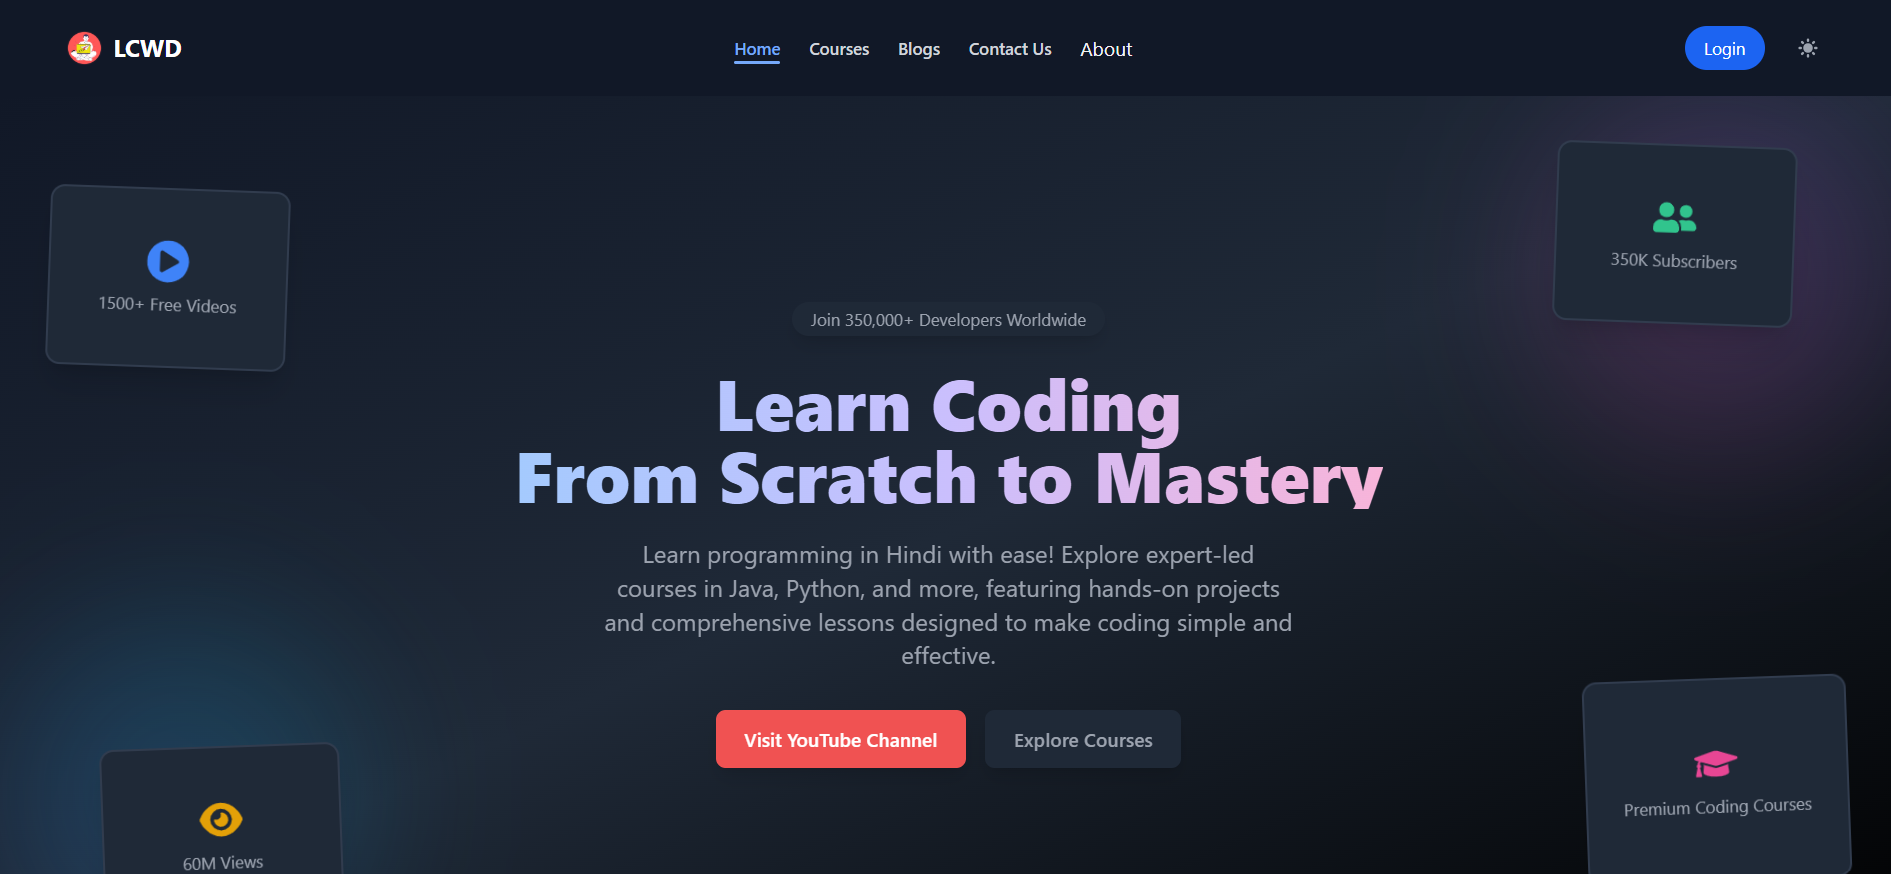 LCWD
Home Courses Blogs Contact Us About
Login
1500+ Free Videos
350K Subscribers
Join 350,000+ Developers Worldwide
Learn Coding
From Scratch to Mastery
Learn programming in Hindi with ease! Explore expert-led
courses in Java, Python, and more, featuring hands-on projects
and comprehensive lessons designed to make coding simple and
effective.
Visit YouTube Channel
Explore Courses
60M Views
Premium Coding Courses